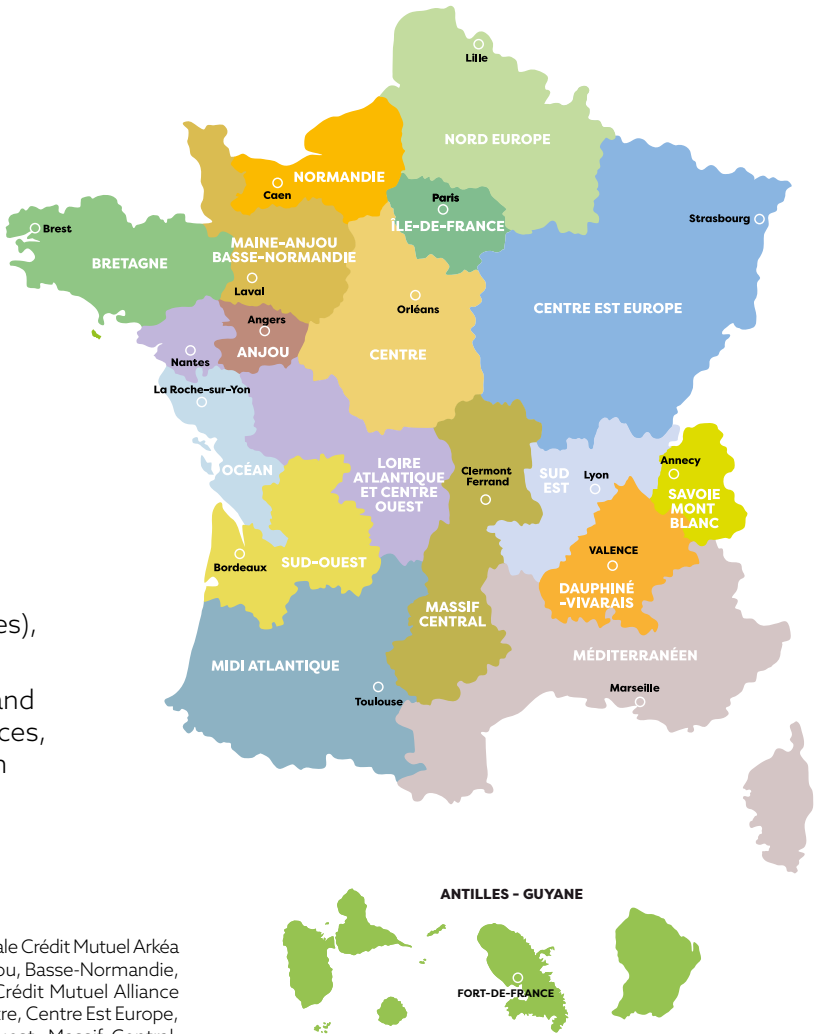 Lille
NORD EUROPE
NORMANDIE
Caen
Paris
ÎLE-DE-FRANCE
Strasbourg
Brest
BRETAGNE
MAINE-ANJOU
BASSE-NORMANDIE
Laval
Orléans
CENTRE EST EUROPE
Angers
ANJOU
CENTRE
Nantes
La Roche-sur-Yon
OCÉAN
LOIRE
ATLANTIQUE
ET CENTRE
OUEST
Clermont
Ferrand
SUD
EST
Lyon
Annecy
SAVOIE
MONT
BLANC
Bordeaux
SUD-OUEST
VALENCE
DAUPHINÉ
-VIVARAIS
MASSIF
CENTRAL
MIDI ATLANTIQUE
Toulouse
MÉDITERRANÉEN
Marseille
es),
and
ces,
n
ANTILLES - GUYANE
FORT-DE-FRANCE
ale Crédit Mutuel Arkéa
ou, Basse-Normandie,
Crédit Mutuel Alliance
tre, Centre Est Europe,
Massif Central